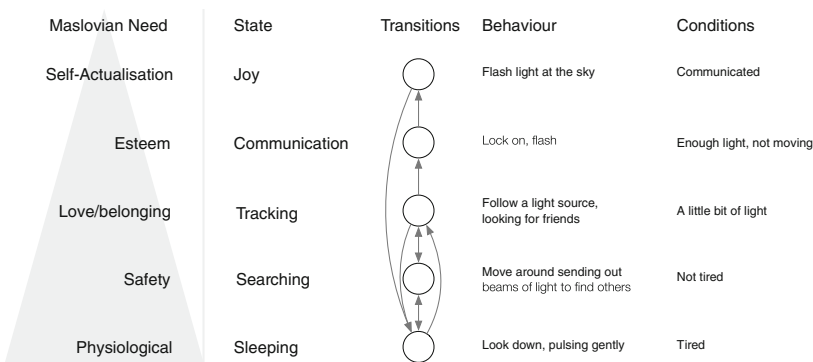 Maslovian Need State Transitions Behaviour Conditions
Self-Actualisation Joy Flash light at the sky Communicated
Esteem Communication Lock on, flash Enough light, not moving
Love/belonging Tracking Follow a light source,
looking for friends A little bit of light
Safety Searching Move around sending out
beams of light to find others Not tired
Physiological Sleeping Look down, pulsing gently Tired